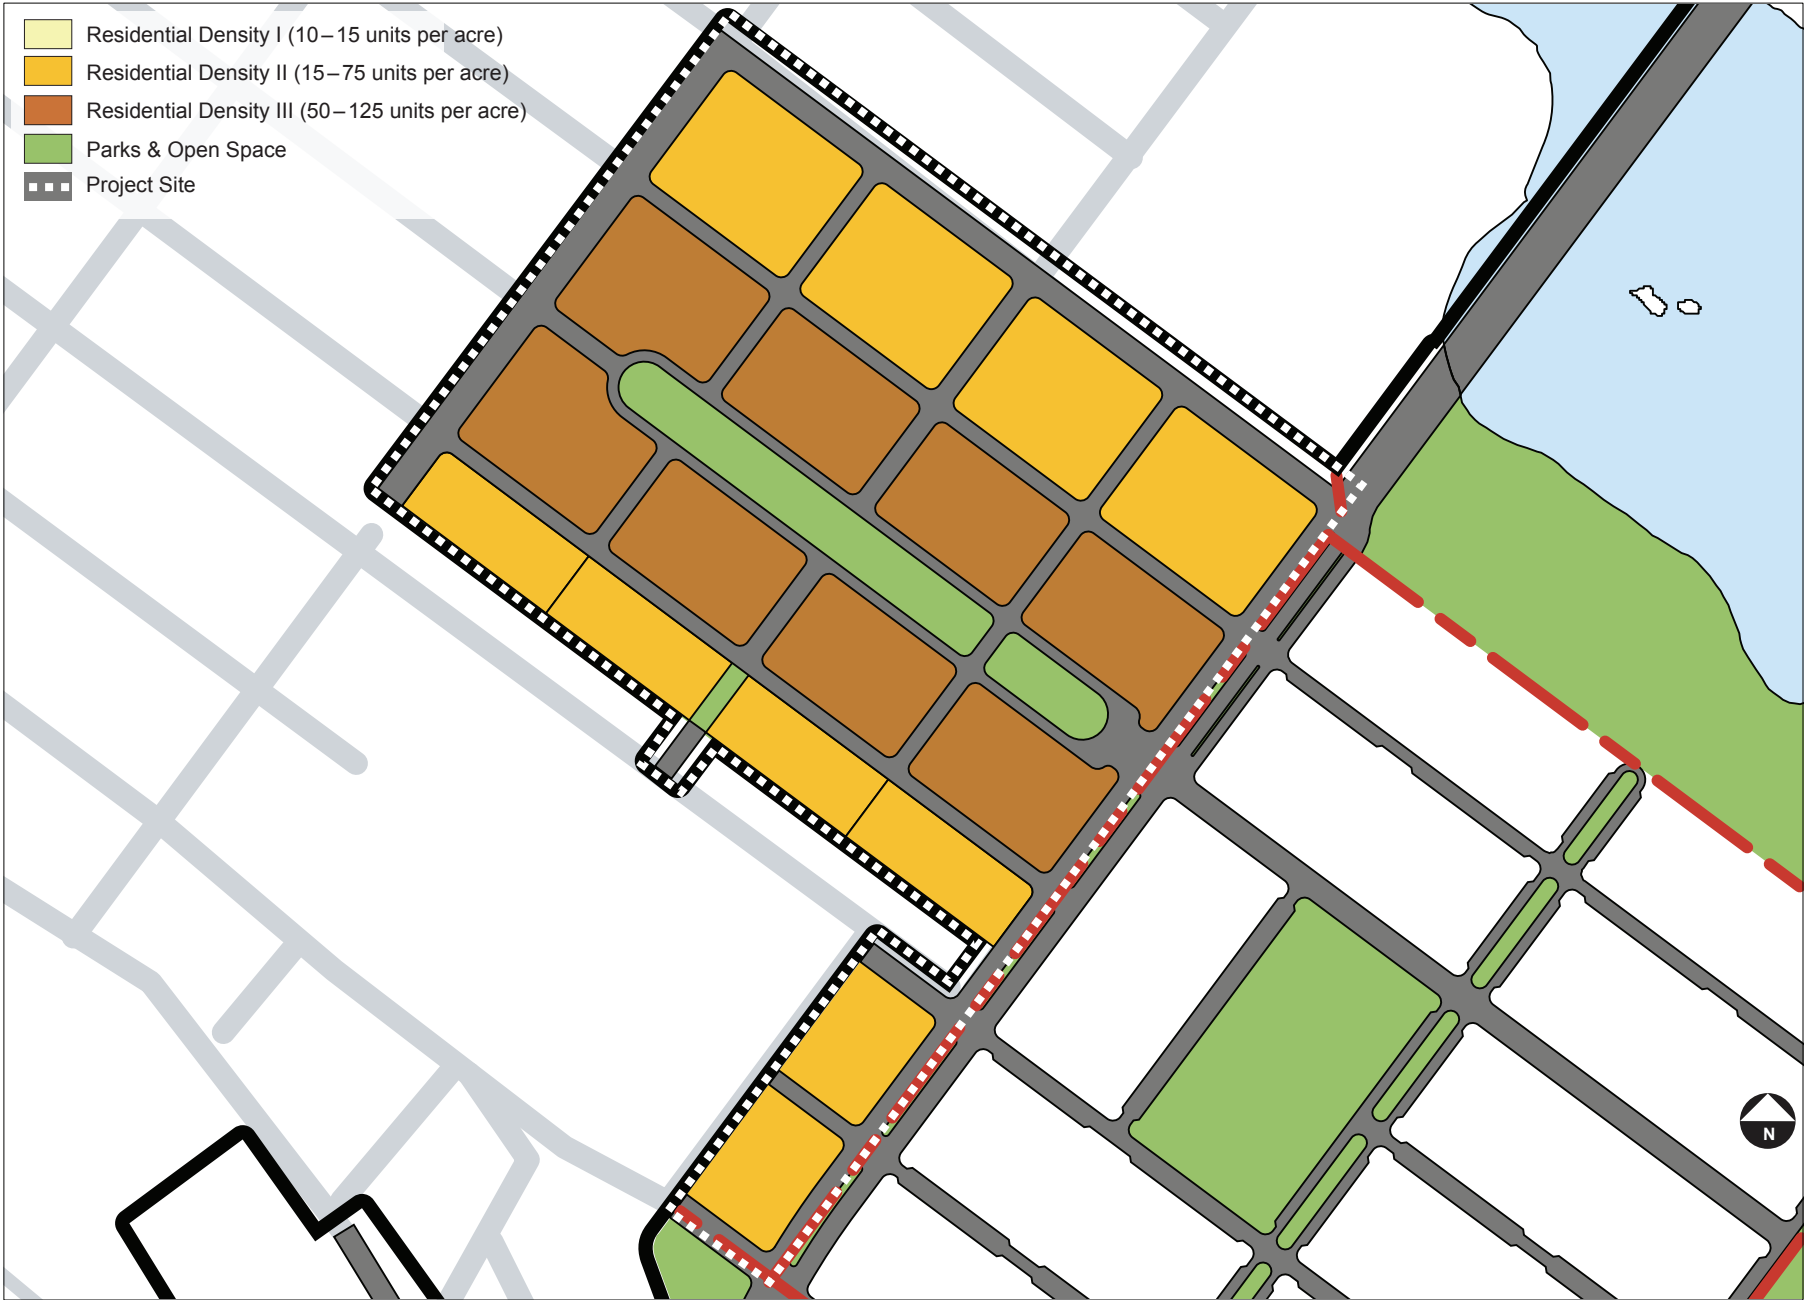 Residential Density I (10–15 units per acre)
Residential Density II (15–75 units per acre)
Residential Density III (50–125 units per acre)
Parks & Open Space
Project Site
N